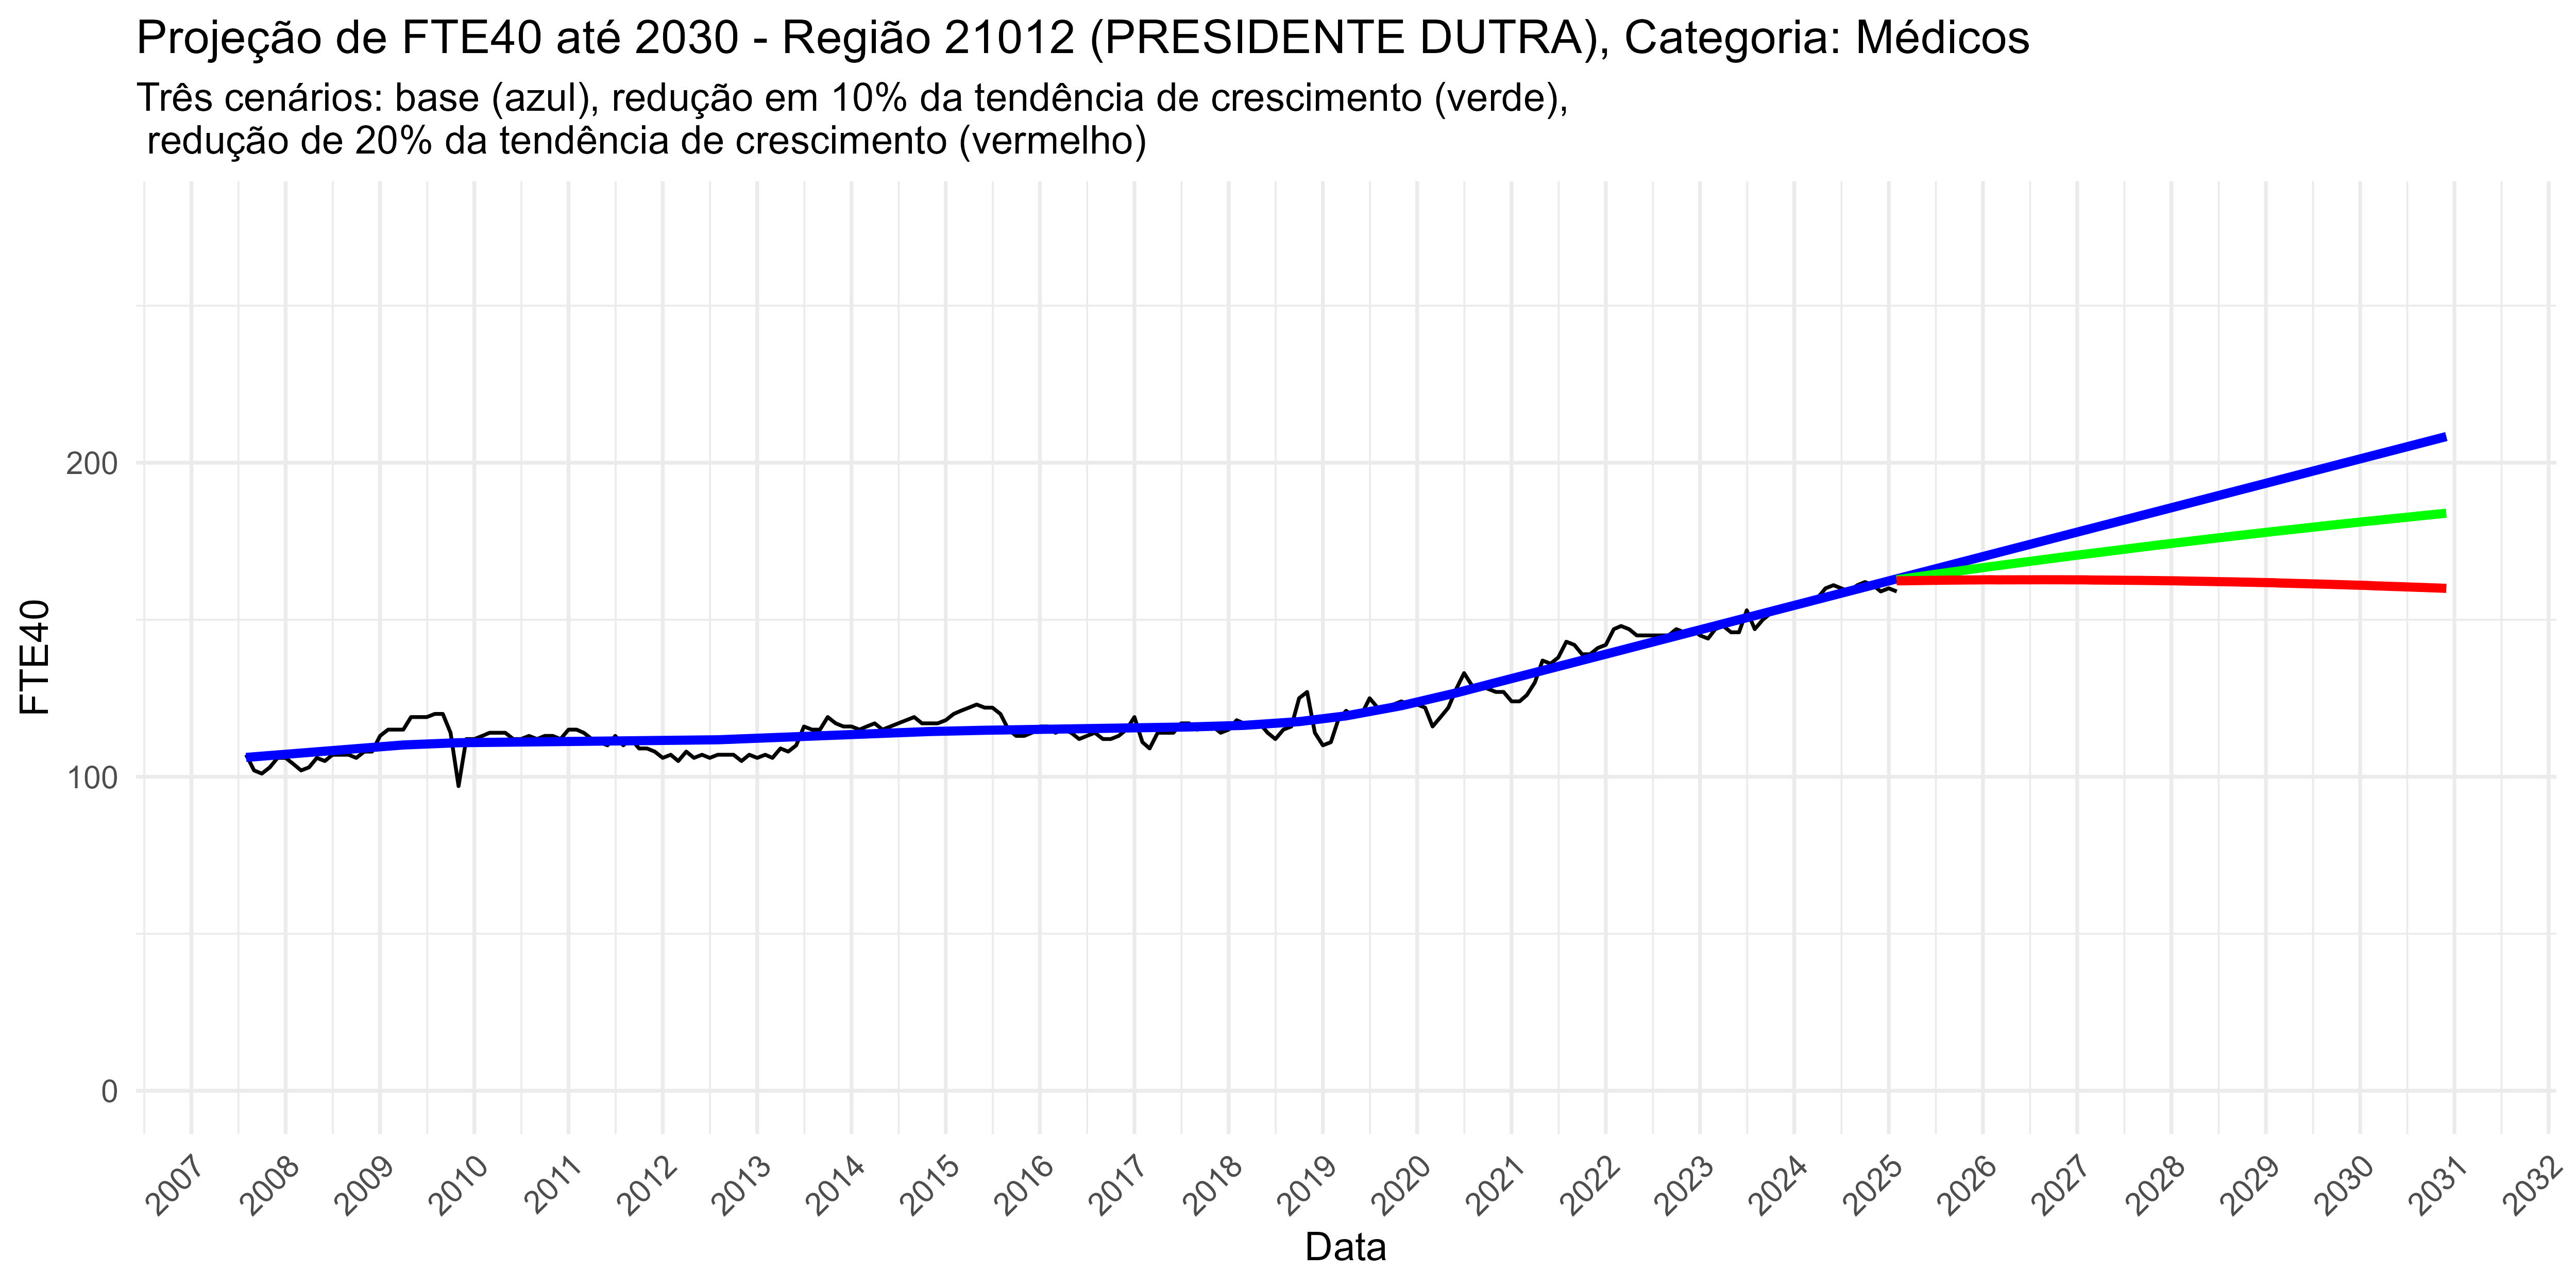 Projeção de FTE40 até 2030 - Região 21012 (PRESIDENTE DUTRA), Categoria: Médicos
Três cenários: base (azul), redução em 10% da tendência de crescimento (verde),
redução de 20% da tendência de crescimento (vermelho)
FTE40
200
100
0
2007 2008 2009 2010 2011 2012 2013 2014 2015 2016 2017 2018 2019 2020 2021 2022 2023 2024 2025 2026 2027 2028 2029 2030 2031 2032
Data